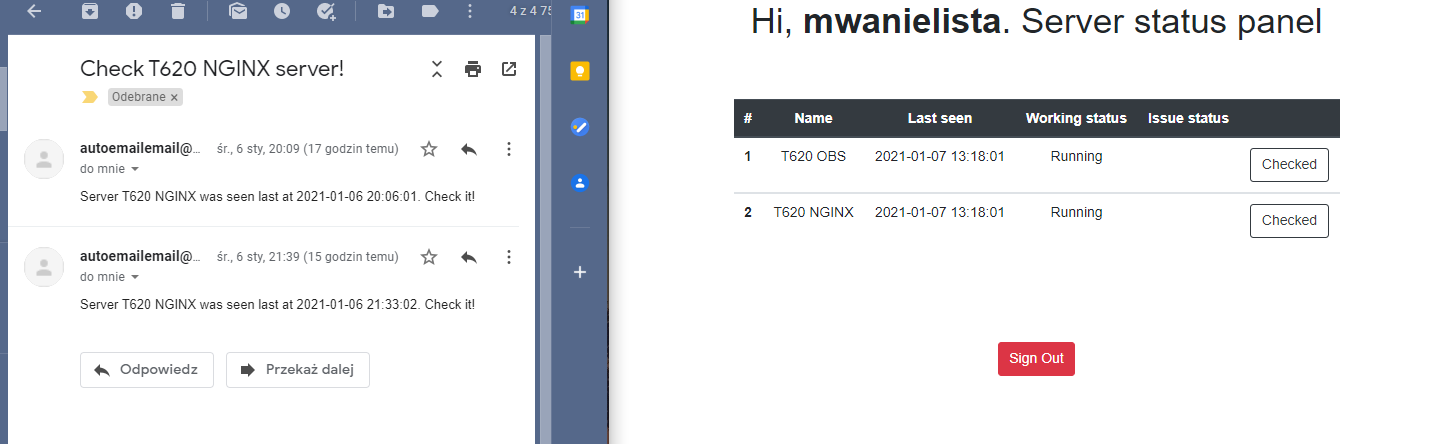 4 z 4 75
31
Check T620 NGINX server!
Odebrane ×
autoemailemail@... śr., 6 sty, 20:09 (17 godzin temu)
do mnie
Server T620 NGINX was seen last at 2021-01-06 20:06:01. Check it!
autoemailemail@... śr., 6 sty, 21:39 (15 godzin temu)
do mnie
Server T620 NGINX was seen last at 2021-01-06 21:33:02. Check it!
Odpowiedz Przekaż dalej
Hi, mwanielista. Server status panel
# Name Last seen Working status Issue status
1 T620 OBS 2021-01-07 13:18:01 Running Checked
2 T620 NGINX 2021-01-07 13:18:01 Running Checked
Sign Out